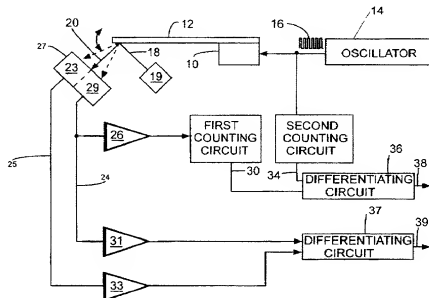 12
14
16
20
18
27
OSCILLATOR
23
10
19
29
26
FIRST
COUNTING
CIRCUIT
SECOND
COUNTING
CIRCUIT
36
25
30
34
38
DIFFERENTIATING
CIRCUIT
24
37
31
DIFFERENTIATING
CIRCUIT
39
33